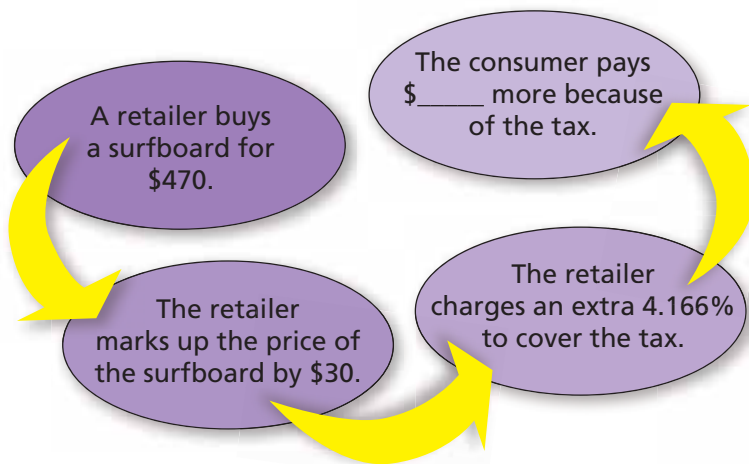 A retailer buys
a surfboard for
$470.
The retailer
marks up the price of
the surfboard by $30.
The retailer
charges an extra 4.166%
to cover the tax.
The consumer pays
$_____ more because
of the tax.